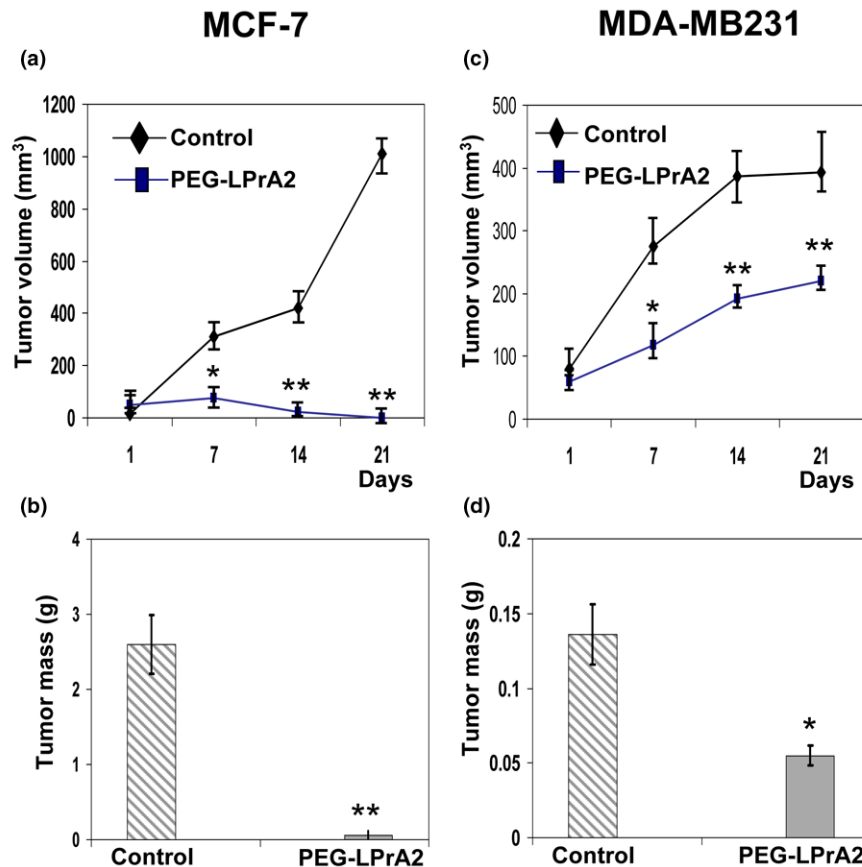 MCF-7
MDA-MB231
(a)
Tumor volume (mm³)
1200
1000
800
600
400
200
0
Control
PEG-LPrA2
*
**
**
1 7 14 21
Days
(c)
Tumor volume (mm³)
500
400
300
200
100
0
Control
PEG-LPrA2
*
**
**
1 7 14 21
Days
(b)
Tumor mass (g)
4
3
2
1
0
**
Control PEG-LPrA2
(d)
Tumor mass (g)
0.2
0.15
0.1
0.05
0
*
Control PEG-LPrA2